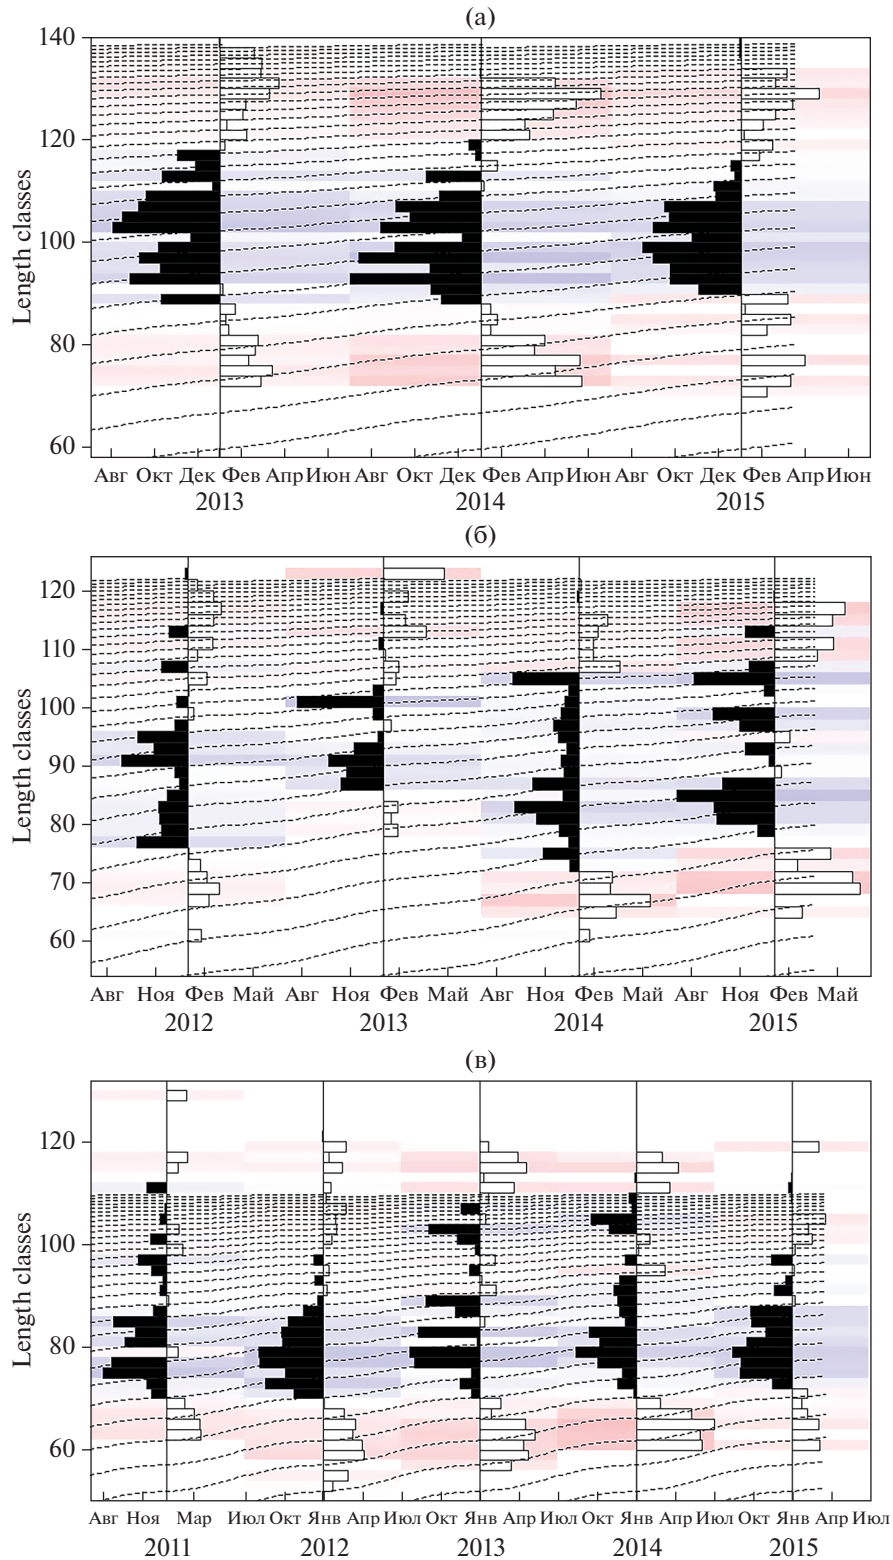 (а)
140
120
100
80
60
Length classes
Авг Окт Дек Фев Апр Июн Авг Окт Дек Фев Апр Июн Авг Окт Дек Фев Апр Июн
2013 2014 2015
(б)
120
110
100
90
80
70
60
Length classes
Авг Ноя Фев Май Авг Ноя Фев Май Авг Ноя Фев Май Авг Ноя Фев Май
2012 2013 2014 2015
(в)
120
100
80
60
Length classes
Авг Ноя Мар Июл Окт Янв Апр Июл Окт Янв Апр Июл Окт Янв Апр Июл Окт Янв Апр Июл
2011 2012 2013 2014 2015